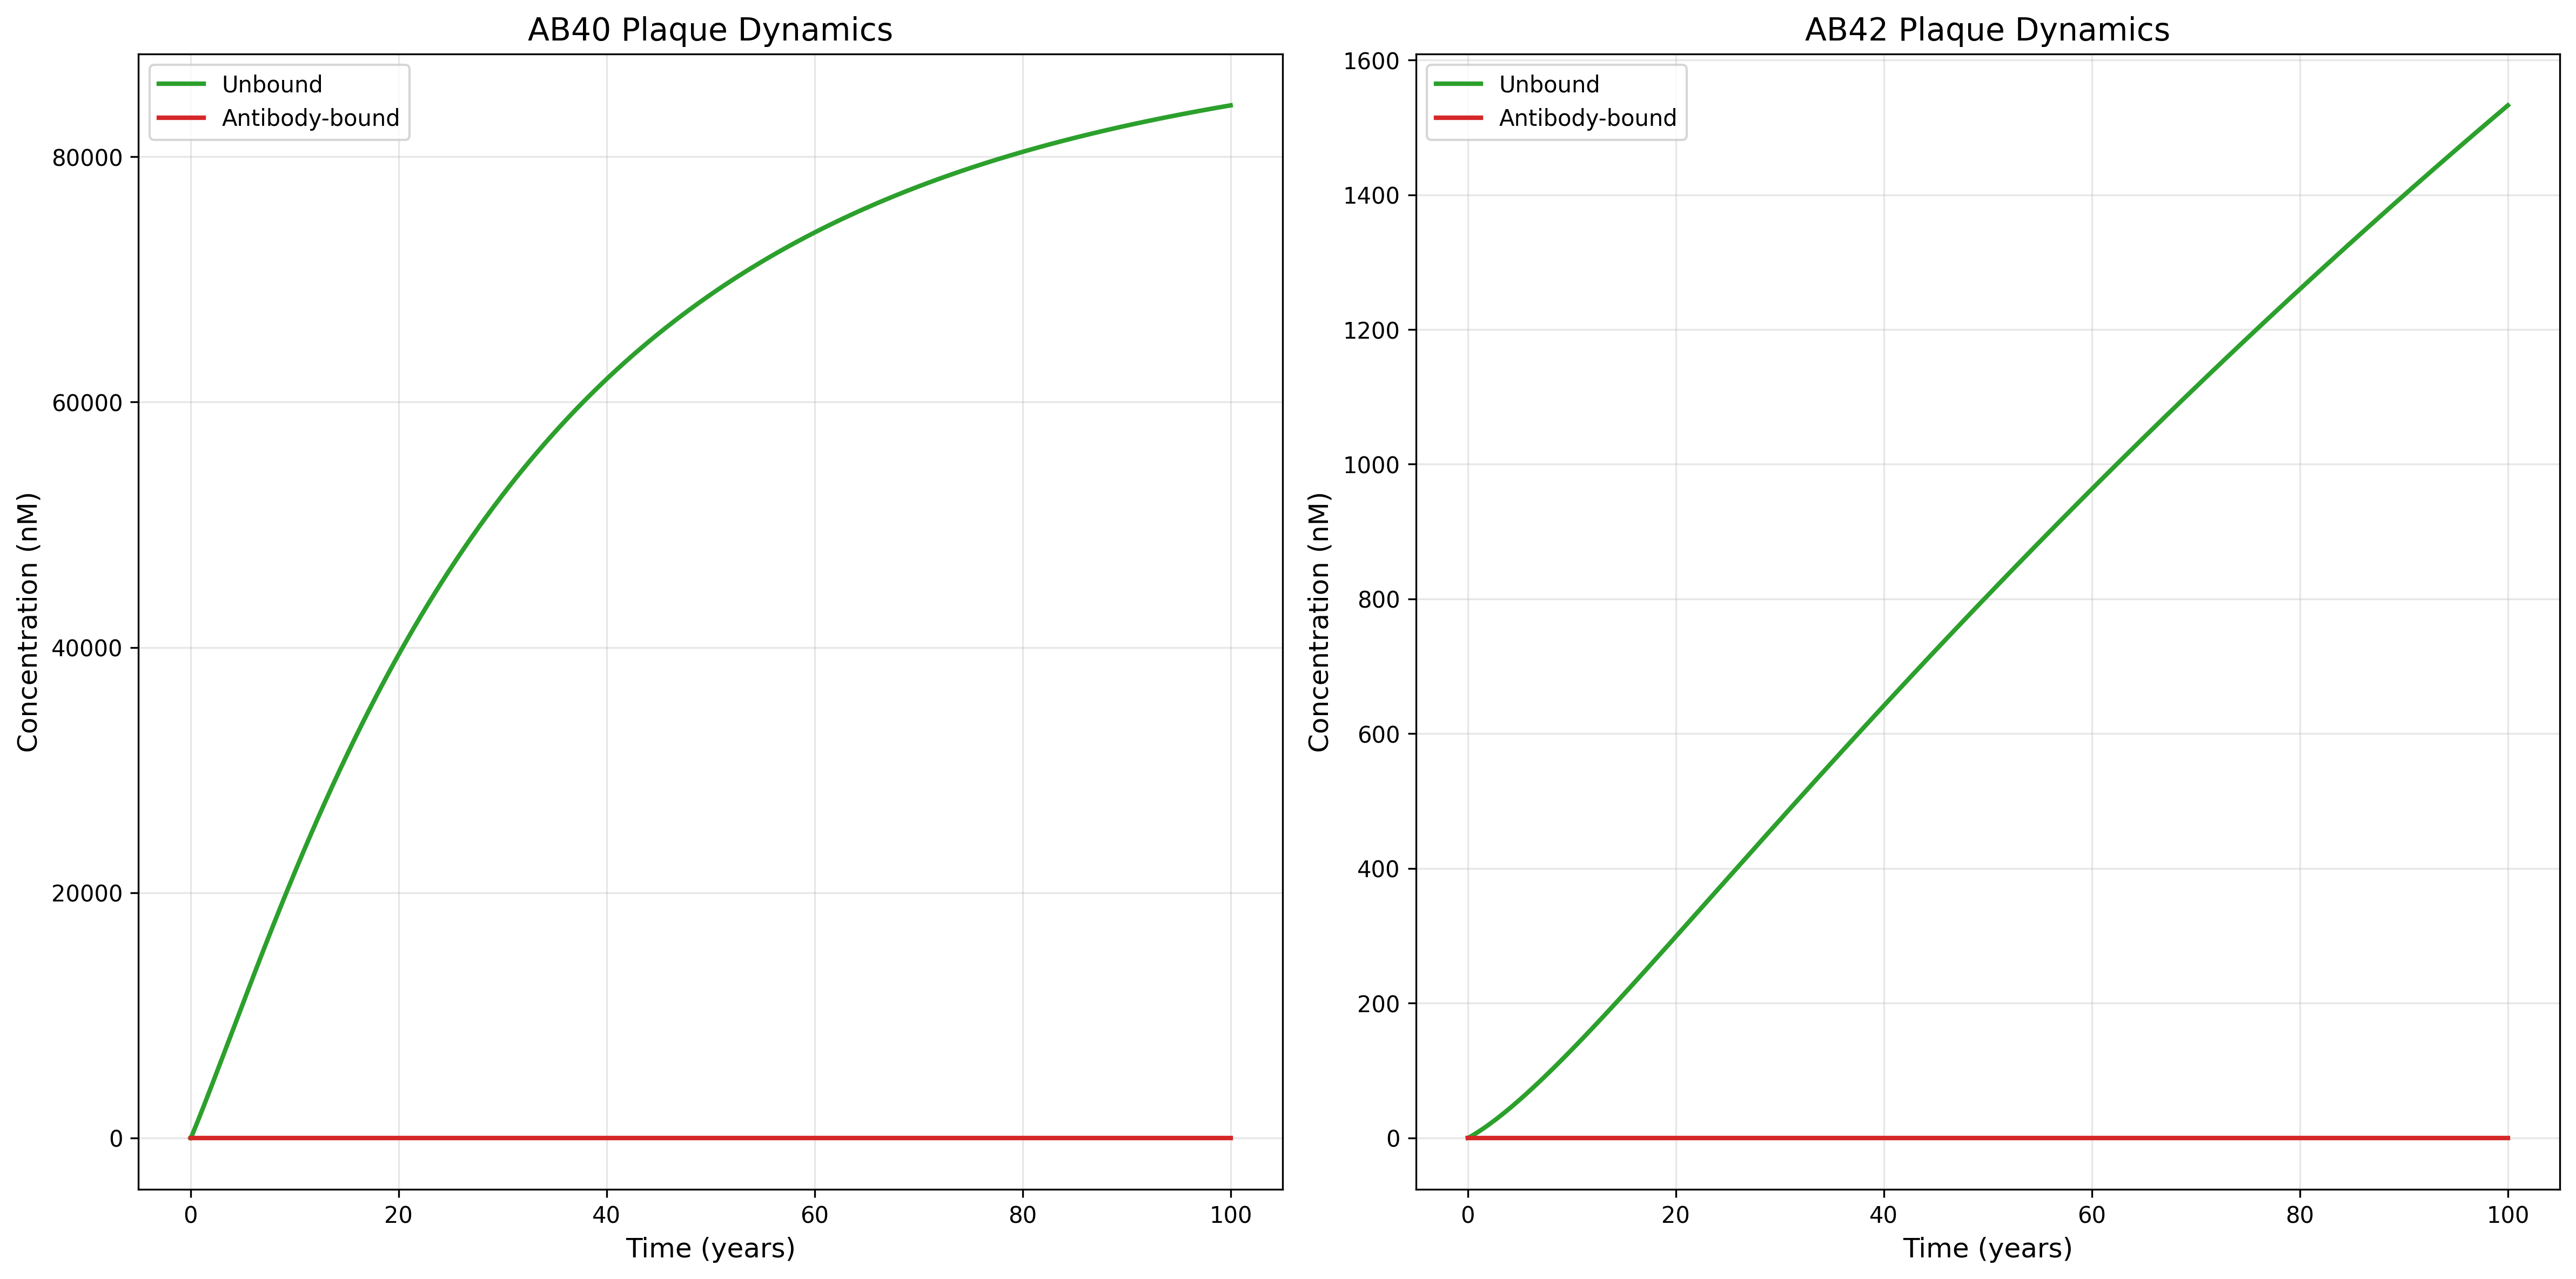 AB40 Plaque Dynamics
Unbound
Antibody-bound
Concentration (nM)
80000
60000
40000
20000
0
0 20 40 60 80 100
Time (years)
AB42 Plaque Dynamics
Unbound
Antibody-bound
Concentration (nM)
1600
1400
1200
1000
800
600
400
200
0
0 20 40 60 80 100
Time (years)